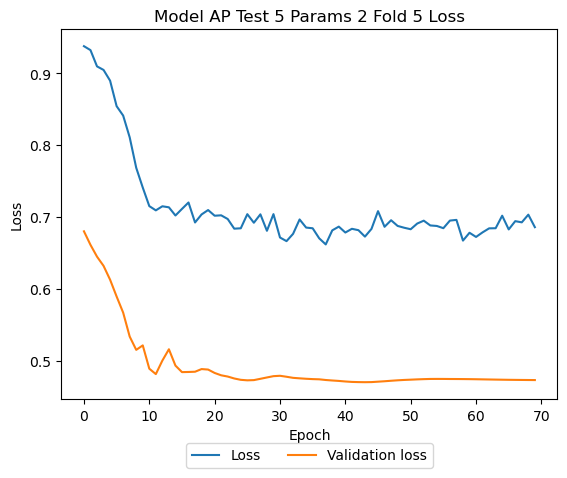 Model AP Test 5 Params 2 Fold 5 Loss
Loss
0.9
0.8
0.7
0.6
0.5
0 10 20 30 40 50 60 70
Epoch
Loss Validation loss